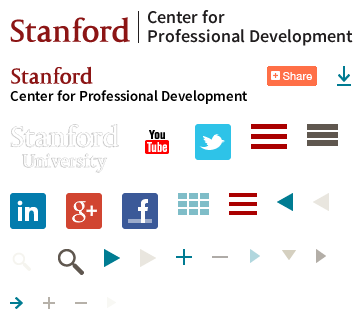 Stanford
Center for
Professional Development
Stanford
Center for Professional Development
Share
Stanford
University
You
Tube
in
g+
f